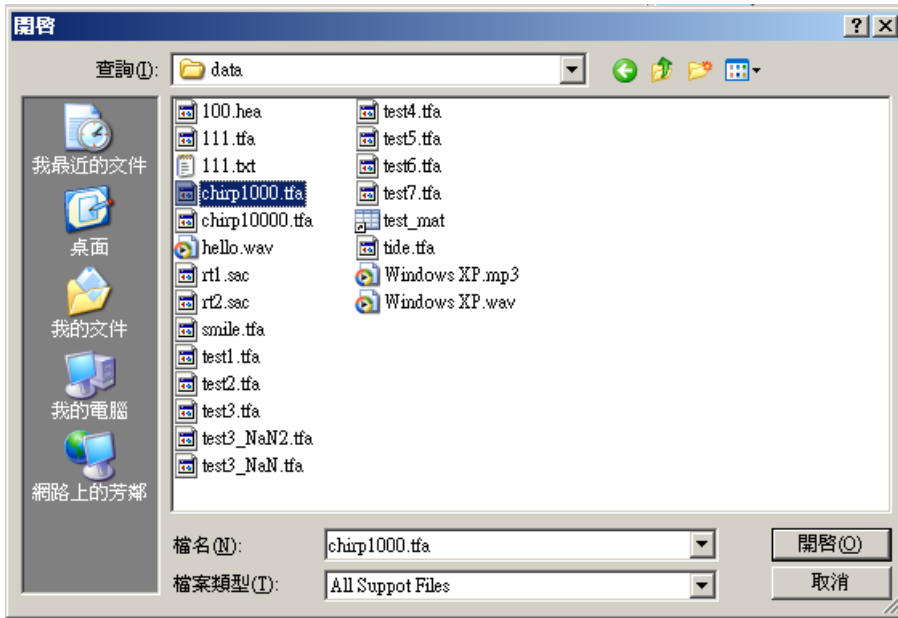 開啓
查詢(I):
data
我最近的文件
桌面
我的文件
我的電腦
網路上的芳鄰
100.hea
111.tfa
111.txt
chirp1000.tfa
chirp10000.tfa
hello.wav
rt1.sac
rt2.sac
smile.tfa
test1.tfa
test2.tfa
test3.tfa
test3_NaN2.tfa
test3_NaN.tfa
test4.tfa
test5.tfa
test6.tfa
test7.tfa
test_mat
tide.tfa
Windows XP.mp3
Windows XP.wav
檔名(N):
chirp1000.tfa
開啓(O)
檔案類型(T):
All Suppot Files
取消